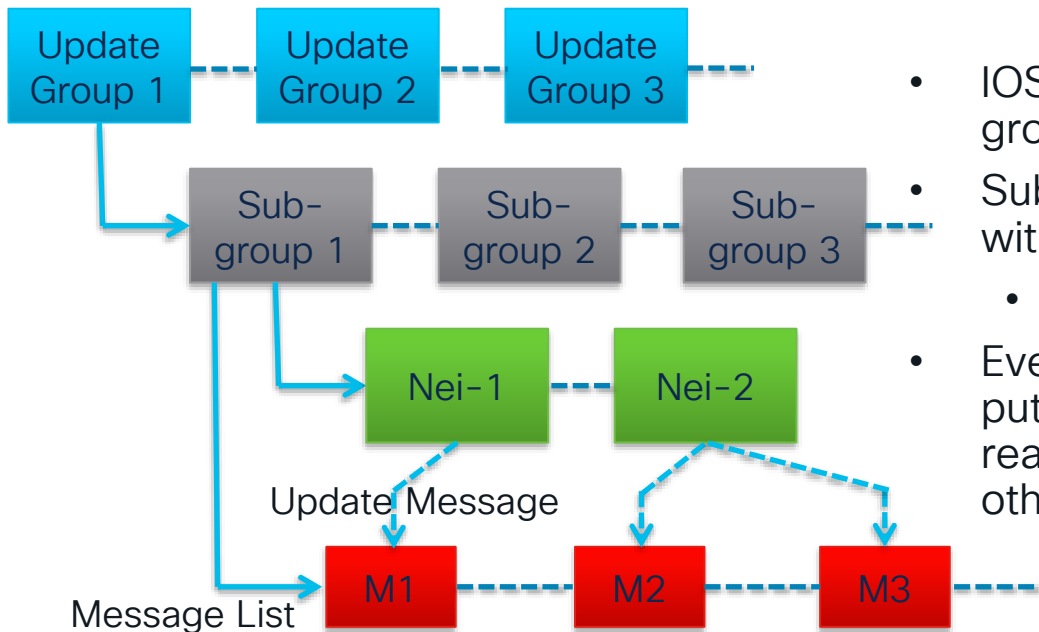 Update
Group 1
Update
Group 2
Update
Group 3
Sub-
group 1
Sub-
group 2
Sub-
group 3
Nei-1
Nei-2
Update Message
M1
M2
M3
Message List
• IOS
gro
• Sub
wit
•
• Eve
put
rea
oth